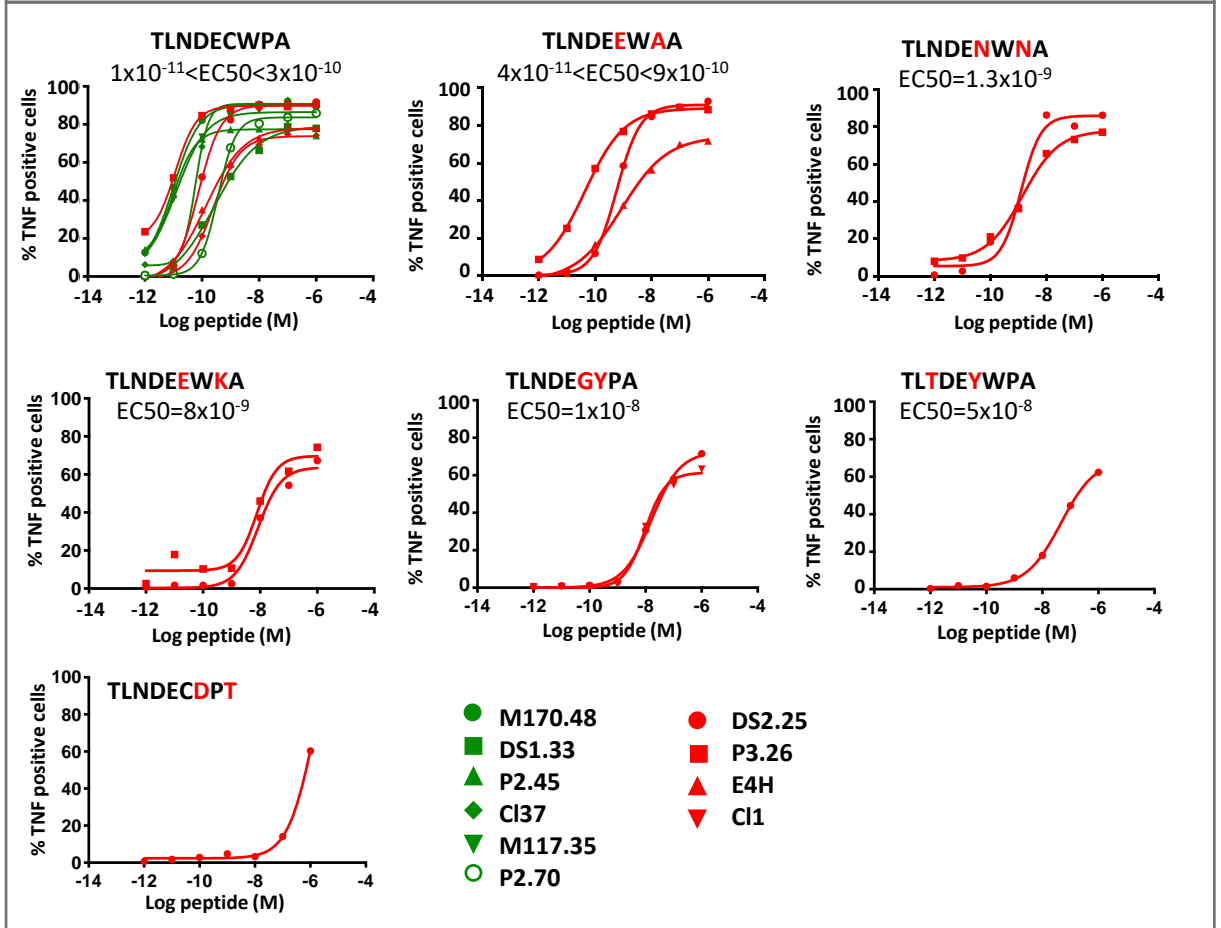 TLNDECWPA
1x10-11<EC50<3x10-10
% TNF positive cells
100
80
60
40
20
0
-14 -12 -10 -8 -6 -4
Log peptide (M)
TLNDEEWAA
4x10-11<EC50<9x10-10
% TNF positive cells
100
80
60
40
20
0
-14 -12 -10 -8 -6 -4
Log peptide (M)
TLNDENWNA
EC50=1.3x10-9
% TNF positive cells
100
80
60
40
20
0
-14 -12 -10 -8 -6 -4
Log peptide (M)
TLNDEEWKA
EC50=8x10-9
% TNF positive cells
100
80
60
40
20
0
-14 -12 -10 -8 -6 -4
Log peptide (M)
TLNDEGYPA
EC50=1x10-8
% TNF positive cells
100
80
60
40
20
0
-14 -12 -10 -8 -6 -4
Log peptide (M)
TLTDEYWPA
EC50=5x10-8
% TNF positive cells
100
80
60
40
20
0
-14 -12 -10 -8 -6 -4
Log peptide (M)
TLNDECDPT
% TNF positive cells
100
80
60
40
20
0
-14 -12 -10 -8 -6 -4
Log peptide (M)
M170.48
DS1.33
P2.45
Cl37
M117.35
P2.70
DS2.25
P3.26
E4H
Cl1